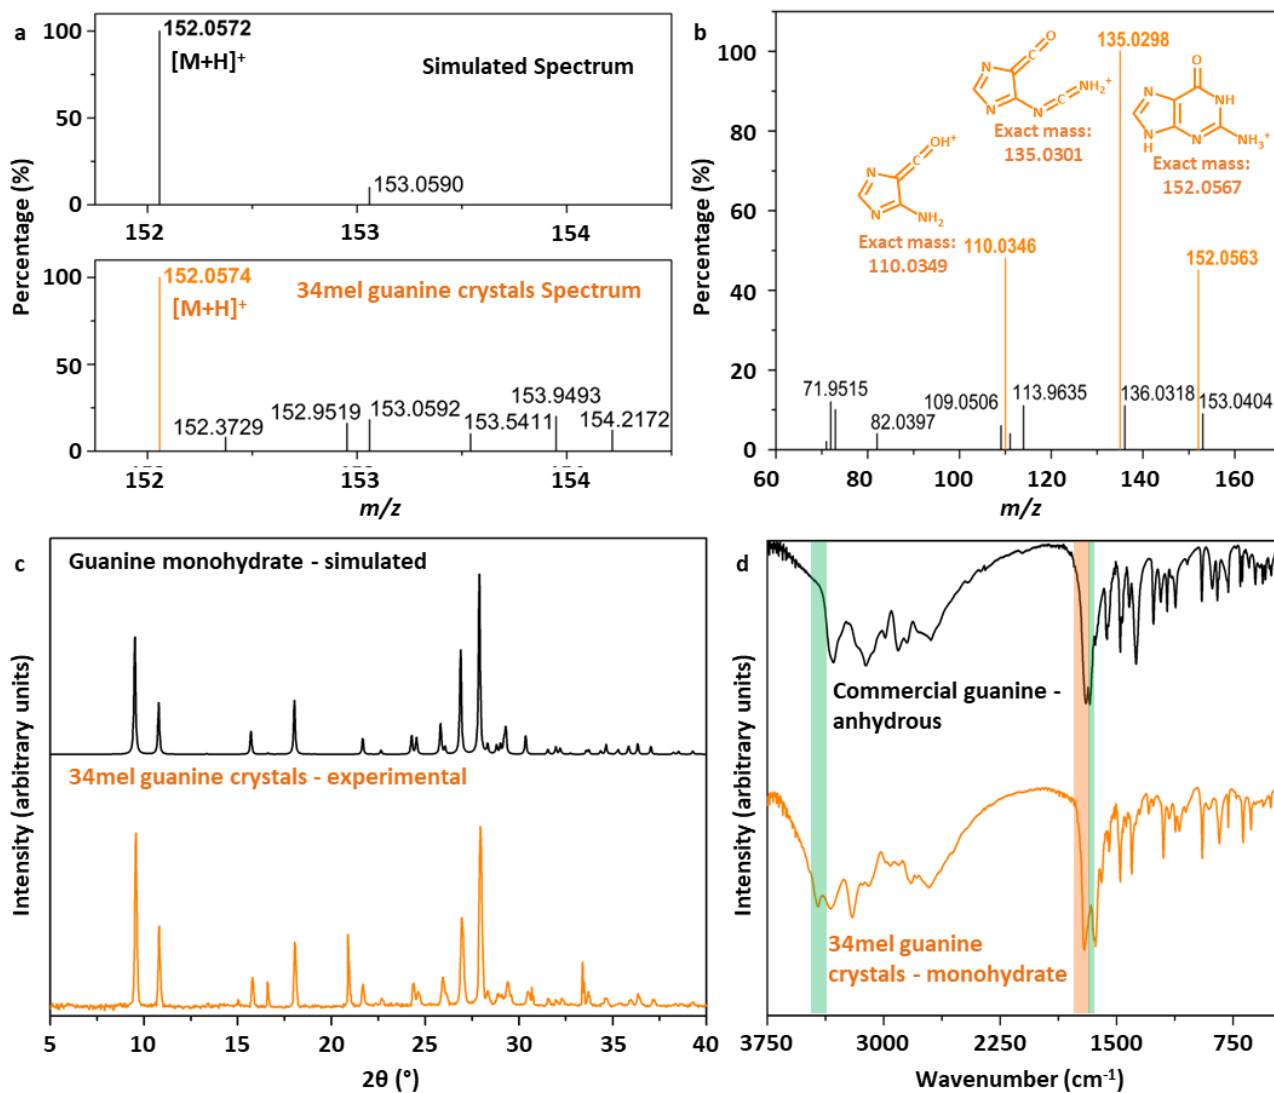 a
100
50
0
152.0572
[M+H]+
Simulated Spectrum
153.0590
152
153
154
Percentage (%)
100
50
0
152.0574
[M+H]+
34mel guanine crystals Spectrum
152.3729
152.9519
153.0592
153.5411
153.9493
154.2172
152
153
154
m/z
b
Percentage (%)
100
80
60
40
20
0
135.0298
O
C
N
N
N
C
NH2+
Exact mass:
135.0301
O
N
NH
N
H
N
NH3+
Exact mass:
152.0567
OH+
C
N
N
NH2
Exact mass:
110.0349
110.0346
152.0563
71.9515
82.0397
109.0506
113.9635
136.0318
153.0404
60
80
100
120
140
160
m/z
c
Guanine monohydrate - simulated
34mel guanine crystals - experimental
Intensity (arbitrary units)
5
10
15
20
25
30
35
40
2θ (°)
d
Commercial guanine -
anhydrous
34mel guanine
crystals - monohydrate
Intensity (arbitrary units)
3750
3000
2250
1500
750
Wavenumber (cm-1)